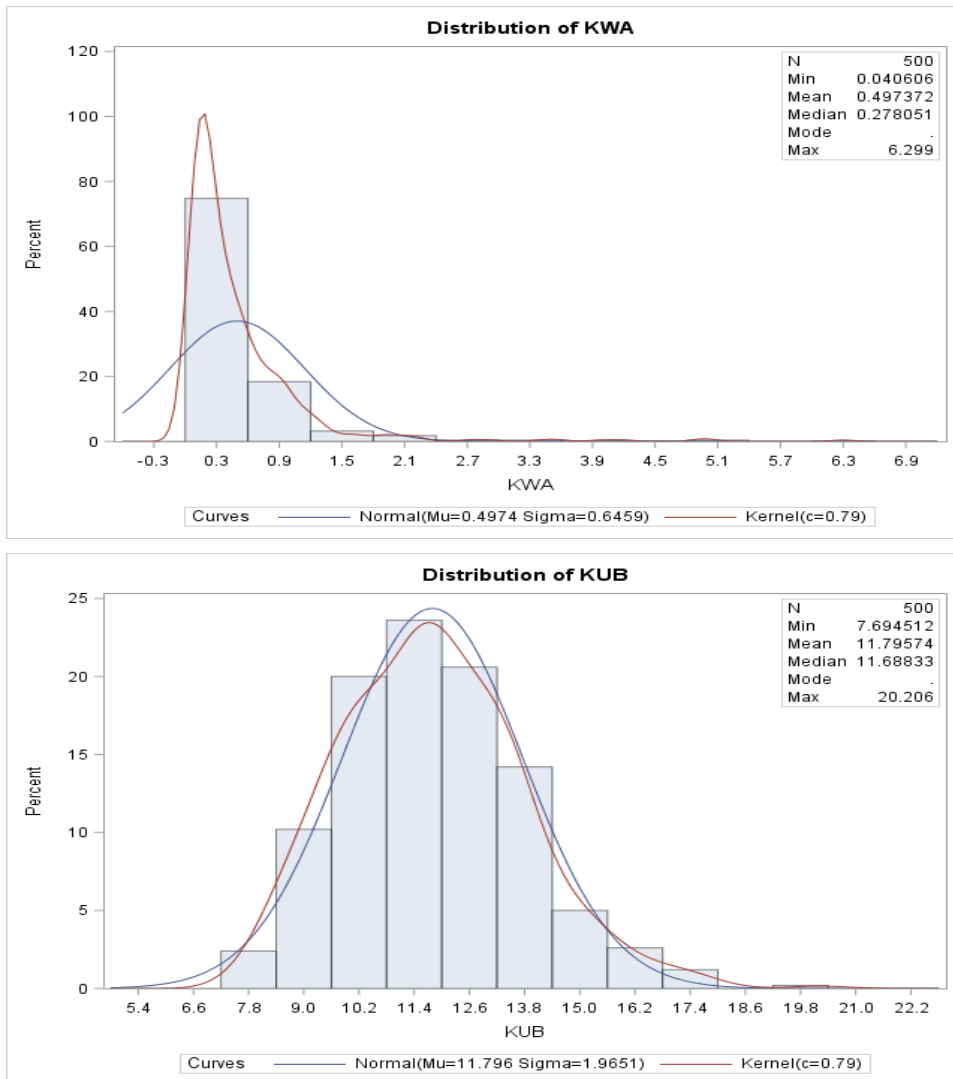 Distribution of KWA
120
100
80
60
40
20
0
Percent
N 500
Min 0.040606
Mean 0.497372
Median 0.278051
Mode .
Max 6.299
-0.3 0.3 0.9 1.5 2.1 2.7 3.3 3.9 4.5 5.1 5.7 6.3 6.9
KWA
Curves Normal(Mu=0.4974 Sigma=0.6459) Kernel(c=0.79)
Distribution of KUB
25
20
15
10
5
0
Percent
N 500
Min 7.694512
Mean 11.79574
Median 11.68833
Mode .
Max 20.206
5.4 6.6 7.8 9.0 10.2 11.4 12.6 13.8 15.0 16.2 17.4 18.6 19.8 21.0 22.2
KUB
Curves Normal(Mu=11.796 Sigma=1.9651) Kernel(c=0.79)